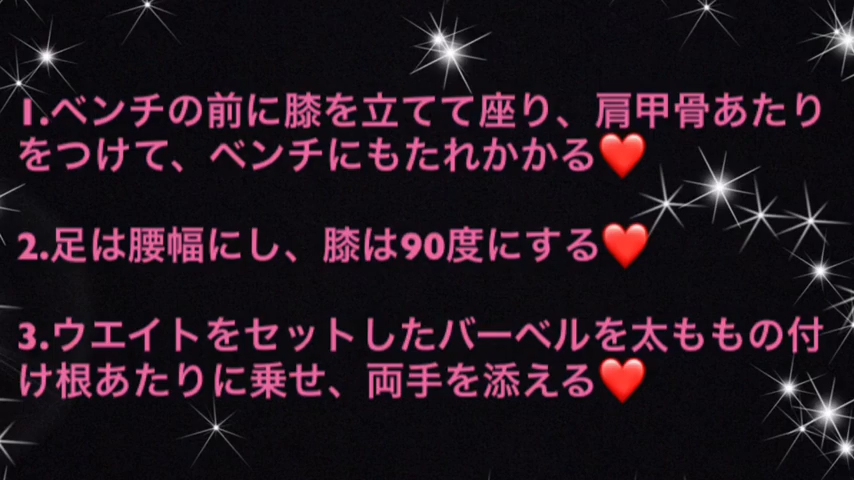 1.ベンチの前に膝を立てて座り、肩甲骨あたり
をつけて、ベンチにもたれかかる❤️
2.足は腰幅にし、膝は90度にする❤️
3.ウエイトをセットしたバーベルを太ももの付
け根あたりに乗せ、両手を添える❤️